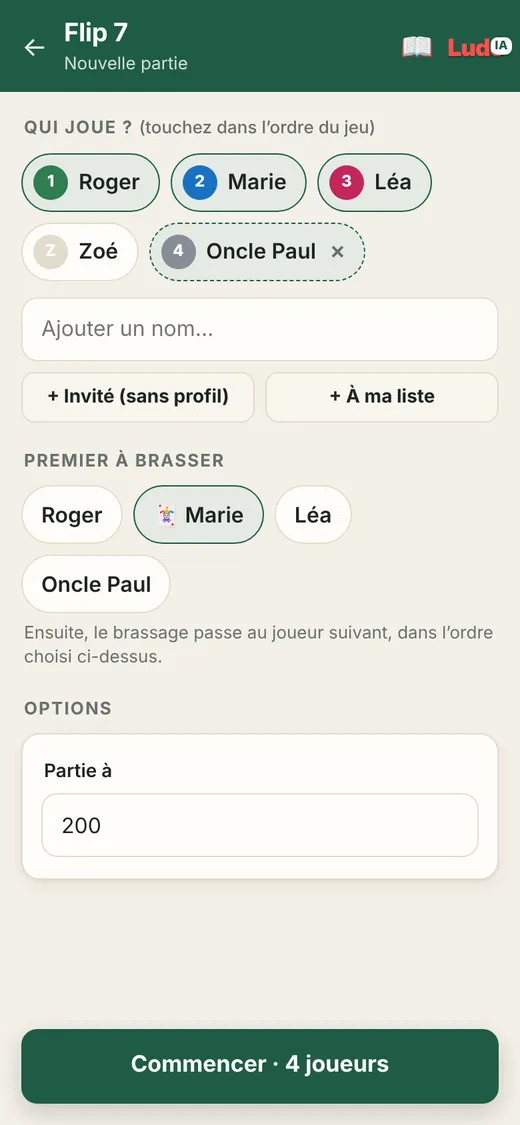 Flip 7
Nouvelle partie
📖 Lud IA
QUI JOUE ? (touchez dans l’ordre du jeu)
1 Roger 2 Marie 3 Léa
Z Zoé 4 Oncle Paul ×
Ajouter un nom...
+ Invité (sans profil) + À ma liste
PREMIER À BRASSER
Roger 🃏 Marie Léa
Oncle Paul
Ensuite, le brassage passe au joueur suivant, dans l’ordre
choisi ci-dessus.
OPTIONS
Partie à
200
Commencer · 4 joueurs